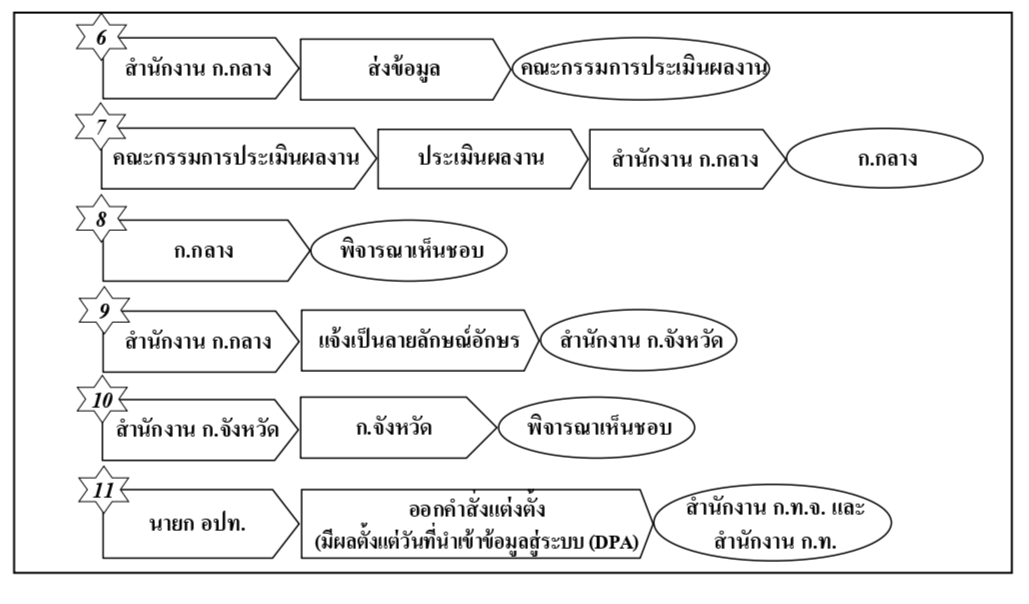 6
สำนักงาน ก.กลาง
ส่งข้อมูล
คณะกรรมการประเมินผลงาน
7
คณะกรรมการประเมินผลงาน
ประเมินผลงาน
สำนักงาน ก.กลาง
ก.กลาง
8
ก.กลาง
พิจารณาเห็นชอบ
9
สำนักงาน ก.กลาง
แจ้งเป็นลายลักษณ์อักษร
สำนักงาน ก.จังหวัด
10
สำนักงาน ก.จังหวัด
ก.จังหวัด
พิจารณาเห็นชอบ
11
นายก อปท.
ออกคำสั่งแต่งตั้ง
(มีผลตั้งแต่วันที่นำเข้าข้อมูลสู่ระบบ (DPA)
สำนักงาน ก.ท.จ. และ
สำนักงาน ก.ท.